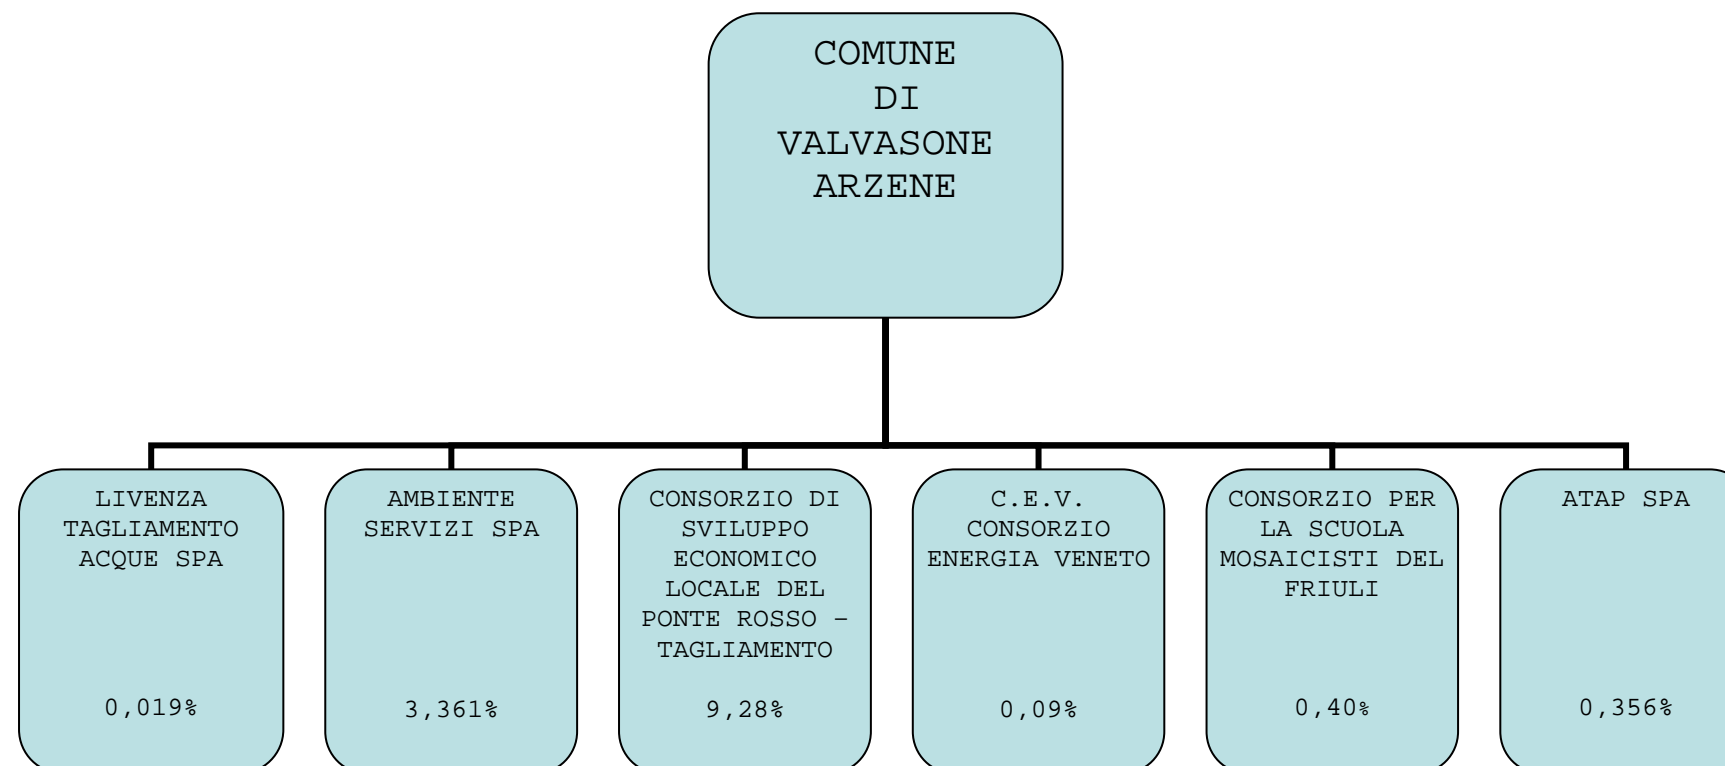 COMUNE
DI
VALVASONE
ARZENE
LIVENZA
TAGLIAMENTO
ACQUE SPA
0,019%
AMBIENTE
SERVIZI SPA
3,361%
CONSORZIO DI
SVILUPPO
ECONOMICO
LOCALE DEL
PONTE ROSSO –
TAGLIAMENTO
9,28%
C.E.V.
CONSORZIO
ENERGIA VENETO
0,09%
CONSORZIO PER
LA SCUOLA
MOSAICISTI DEL
FRIULI
0,40%
ATAP SPA
0,356%